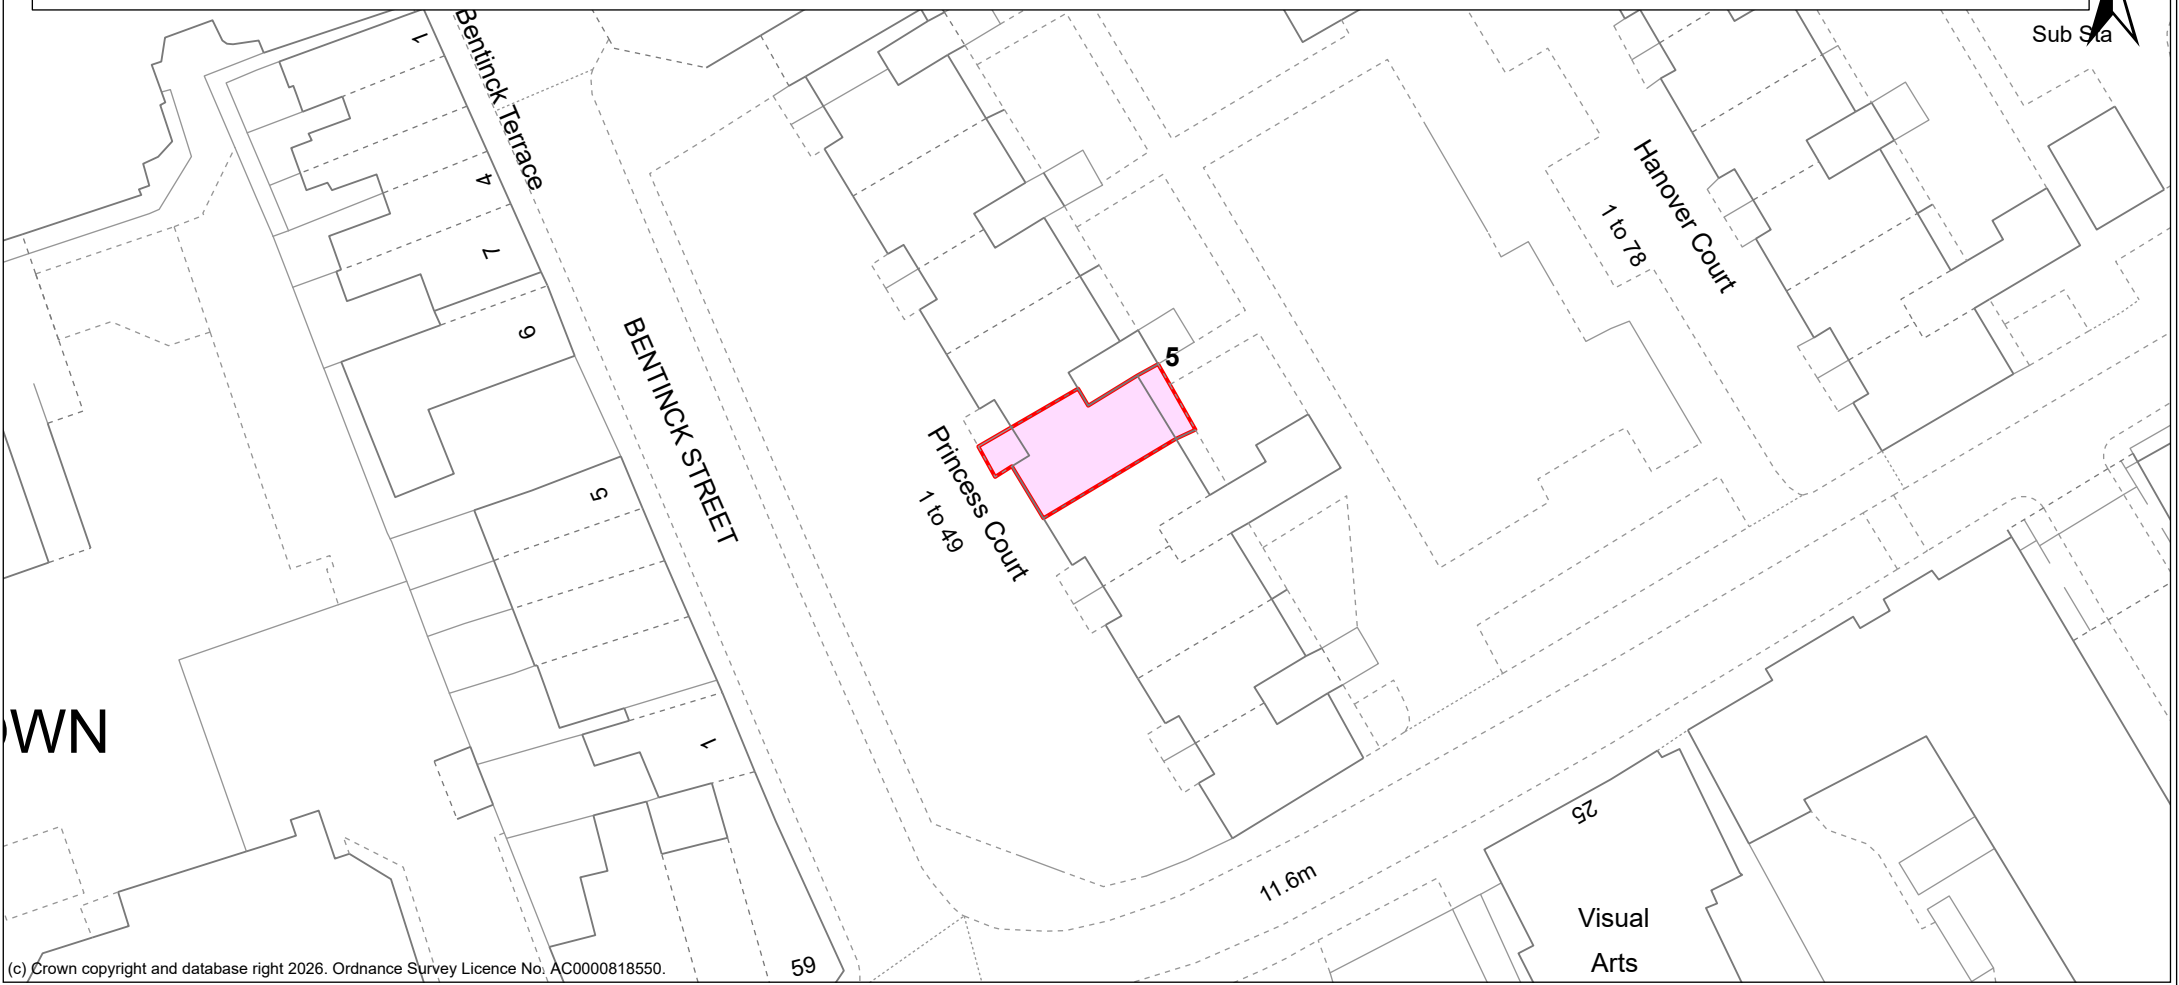 Sub Sta
1
Bentinck Terrace
4
7
9
BENTINCK STREET
5
1
Hanover Court
1 to 78
5
Princess Court
1 to 49
OWN
25
11.6m
Visual
Arts
59
(c) Crown copyright and database right 2026. Ordnance Survey Licence No. AC0000818550.